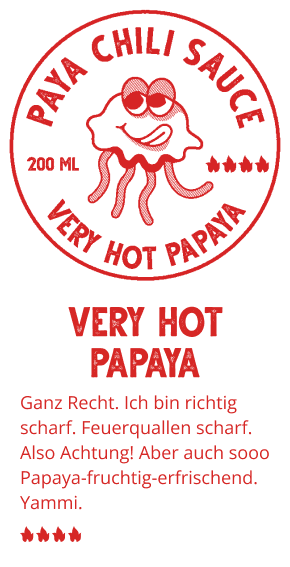 PAYA CHILI SAUCE
200 ML
VERY HOT PAPAYA
VERY HOT
PAPAYA
Ganz Recht. Ich bin richtig
scharf. Feuerquallen scharf.
Also Achtung! Aber auch sooo
Papaya-fruchtig-erfrischend.
Yammi.